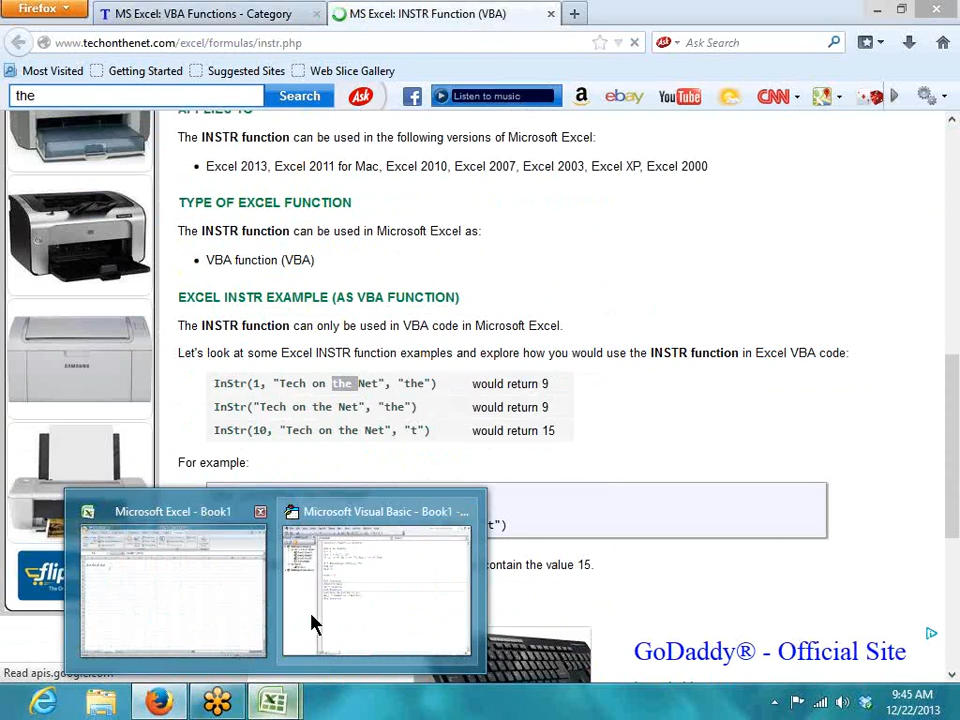 Firefox
MS Excel: VBA Functions - Category
MS Excel: INSTR Function (VBA)
www.techonthenet.com/excel/formulas/instr.php
Ask Search
Most Visited
Getting Started
Suggested Sites
Web Slice Gallery
the
Search
Ask
Listen to music
a
ebay
YouTube
CNN
APPLIES TO
The INSTR function can be used in the following versions of Microsoft Excel:
• Excel 2013, Excel 2011 for Mac, Excel 2010, Excel 2007, Excel 2003, Excel XP, Excel 2000
TYPE OF EXCEL FUNCTION
The INSTR function can be used in Microsoft Excel as:
• VBA function (VBA)
EXCEL INSTR EXAMPLE (AS VBA FUNCTION)
The INSTR function can only be used in VBA code in Microsoft Excel.
Let's look at some Excel INSTR function examples and explore how you would use the INSTR function in Excel VBA code:
InStr(1, "Tech on the Net", "the") would return 9
InStr("Tech on the Net", "the") would return 9
InStr(10, "Tech on the Net", "t") would return 15
For example:
Microsoft Excel - Book1
Microsoft Visual Basic - Book1 -...
t")
contain the value 15.
SAMSUNG
flip
The On
GoDaddy® - Official Site
Read apis.google.com
9:45 AM
12/22/2013